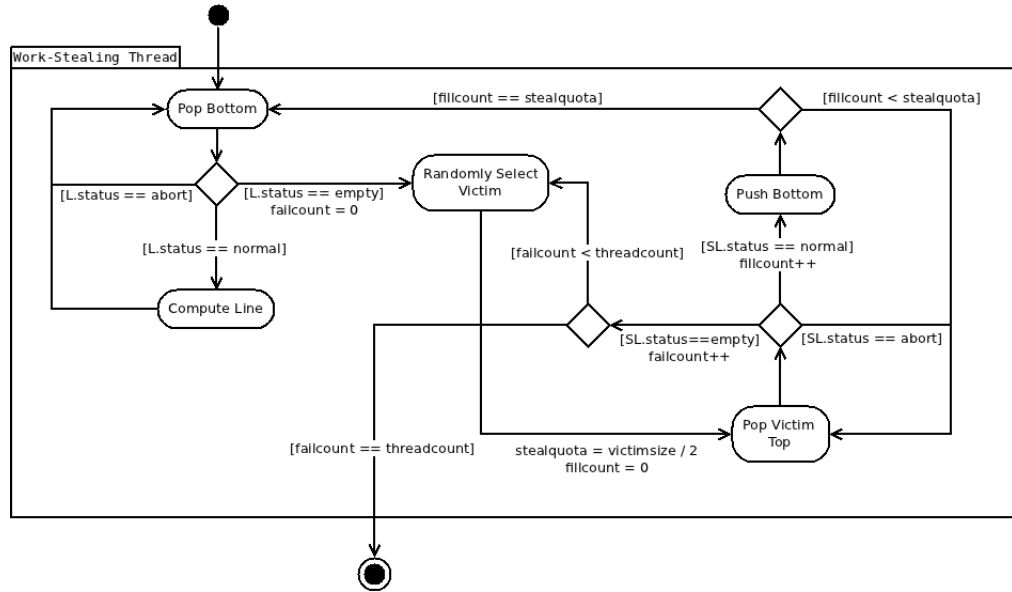 Work-Stealing Thread
Pop Bottom
[fillcount == stealquota]
[fillcount < stealquota]
[L.status == abort]
[L.status == empty]
failcount = 0
Randomly Select
Victim
Push Bottom
[L.status == normal]
[failcount < threadcount]
[SL.status == normal]
fillcount++
Compute Line
[SL.status==empty]
failcount++
[SL.status == abort]
[failcount == threadcount]
stealquota = victimsize / 2
fillcount = 0
Pop Victim
Top